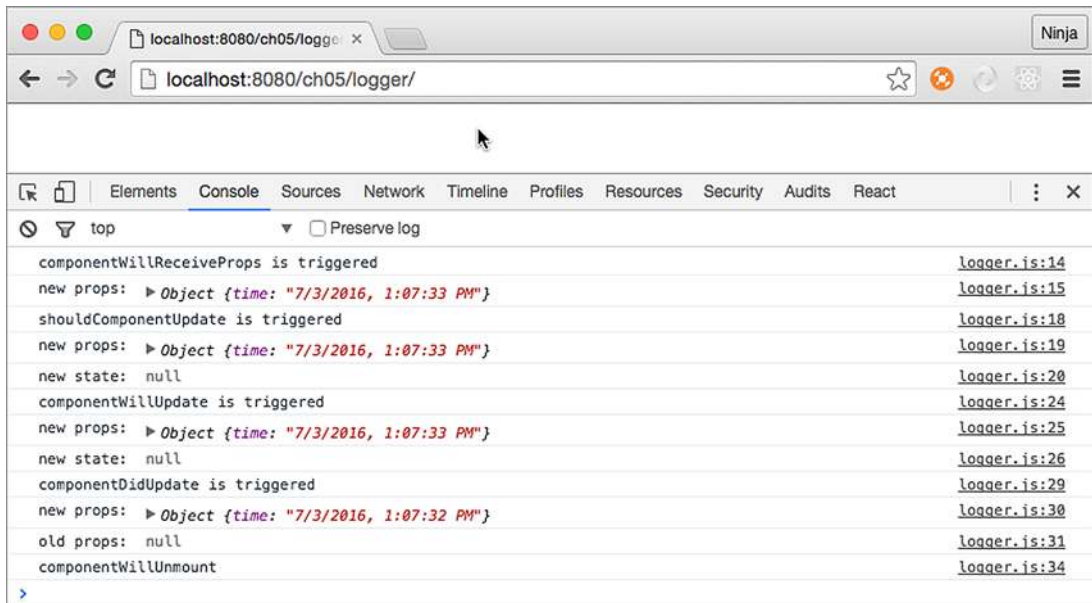 localhost:8080/ch05/logge
Ninja
localhost:8080/ch05/logger/
Elements Console Sources Network Timeline Profiles Resources Security Audits React
top Preserve log
componentWillReceiveProps is triggered logger.js:14
new props: Object {time: "7/3/2016, 1:07:33 PM"} logger.js:15
shouldComponentUpdate is triggered logger.js:18
new props: Object {time: "7/3/2016, 1:07:33 PM"} logger.js:19
new state: null logger.js:20
componentWillUpdate is triggered logger.js:24
new props: Object {time: "7/3/2016, 1:07:33 PM"} logger.js:25
new state: null logger.js:26
componentDidUpdate is triggered logger.js:29
new props: Object {time: "7/3/2016, 1:07:32 PM"} logger.js:30
old props: null logger.js:31
componentWillUnmount logger.js:34